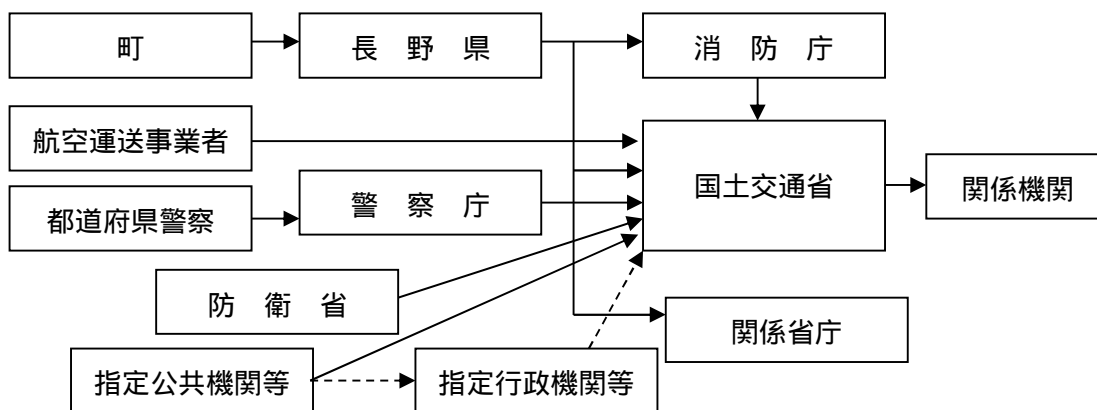 町
長　野　県
消　防　庁
航空運送事業者
国土交通省
関係機関
都道府県警察
警　察　庁
防　衛　省
関係省庁
指定公共機関等
指定行政機関等